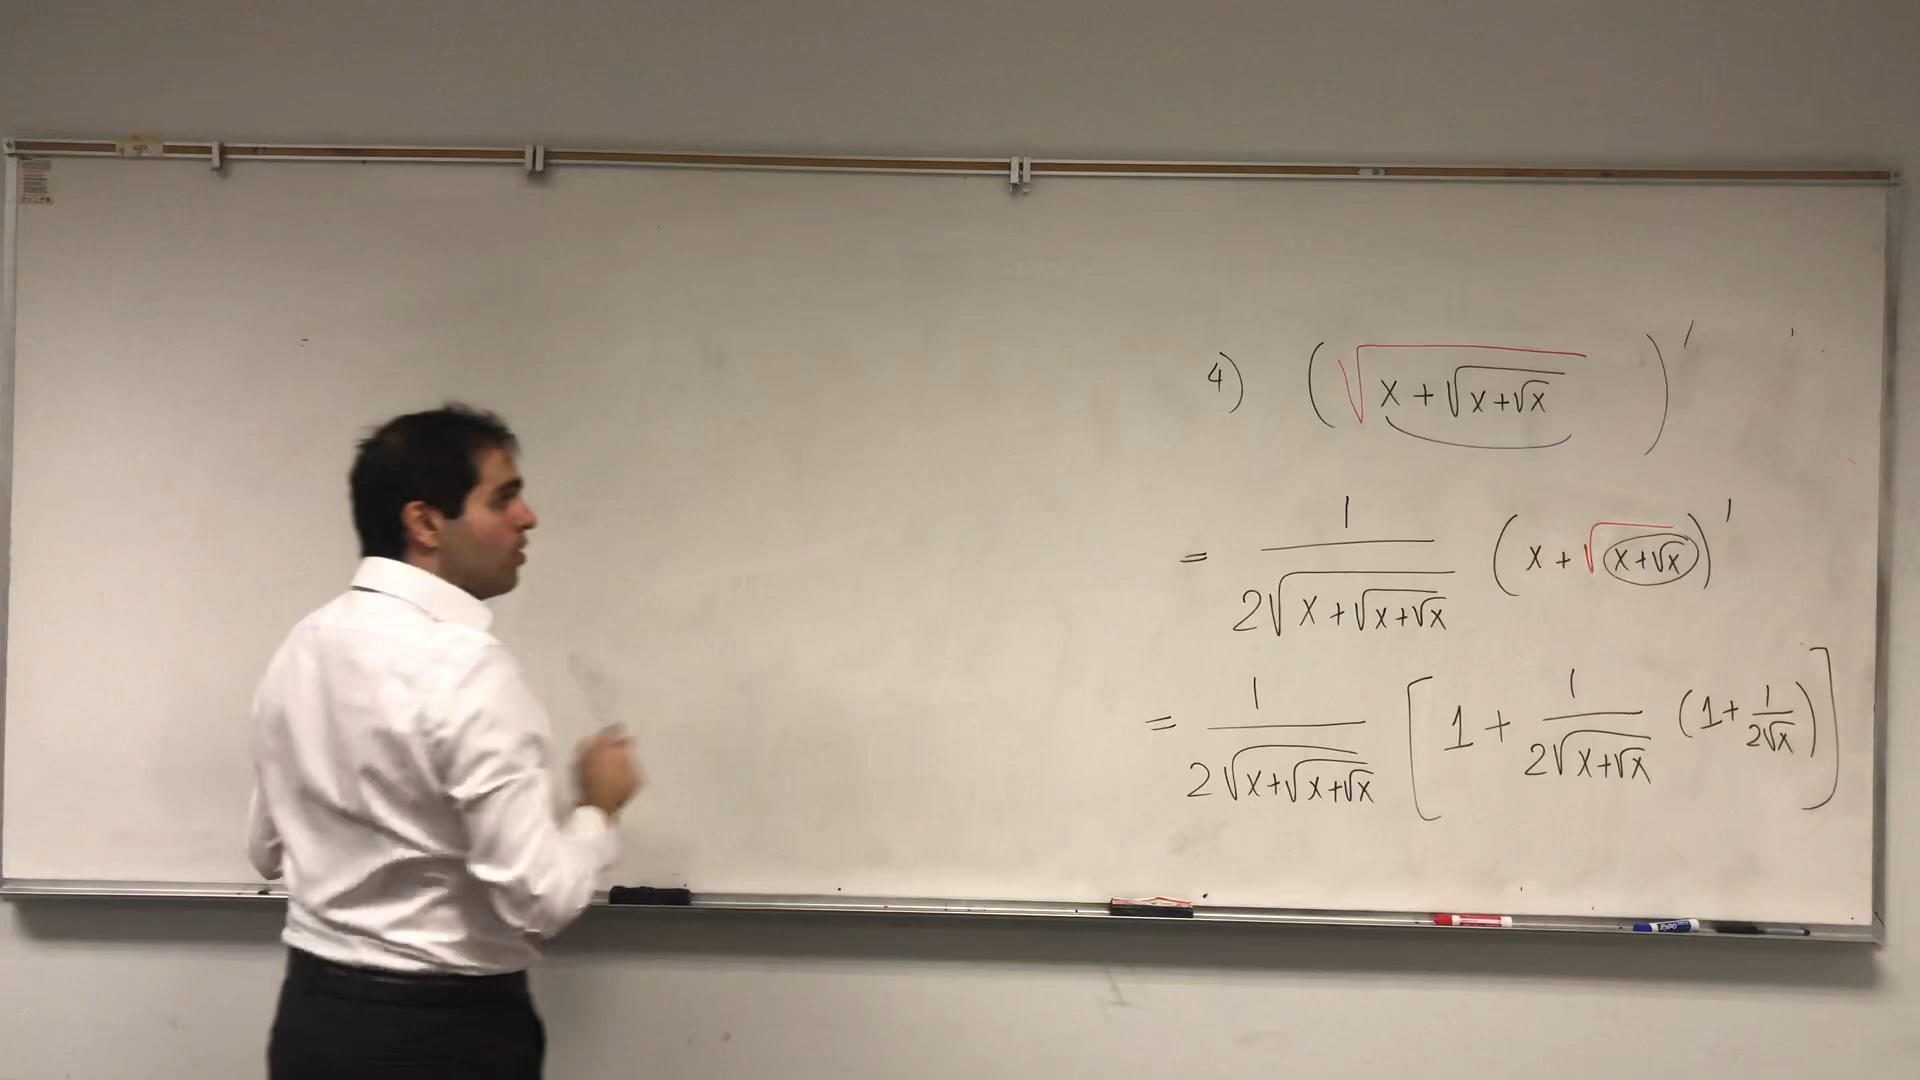 4) (√(x + √(x + √x)))'
= 1/(2√(x + √(x + √x))) (x + √(x + √x))'
= 1/(2√(x + √(x + √x))) [1 + 1/(2√(x + √x)) (1 + 1/(2√x))]